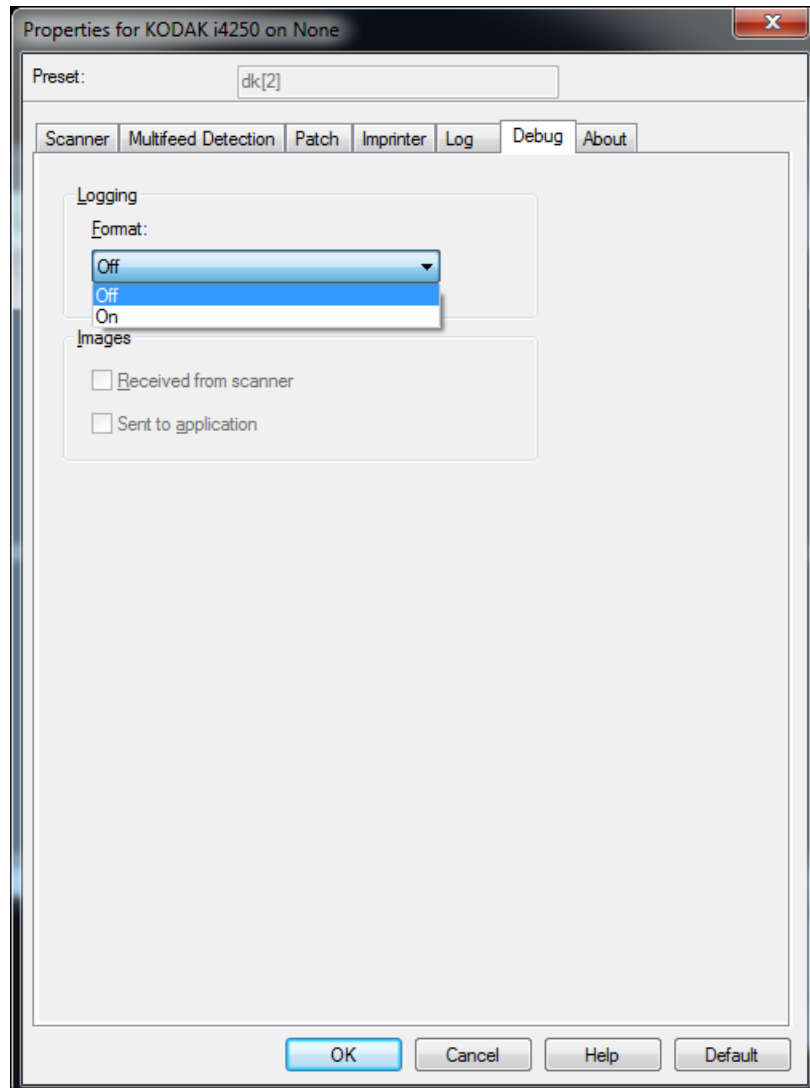 Properties for KODAK i4250 on None
Preset: dk[2]
Scanner Multifeed Detection Patch Imprinter Log Debug About
Logging
Format:
Off
Off
On
Images
Received from scanner
Sent to application
OK Cancel Help Default